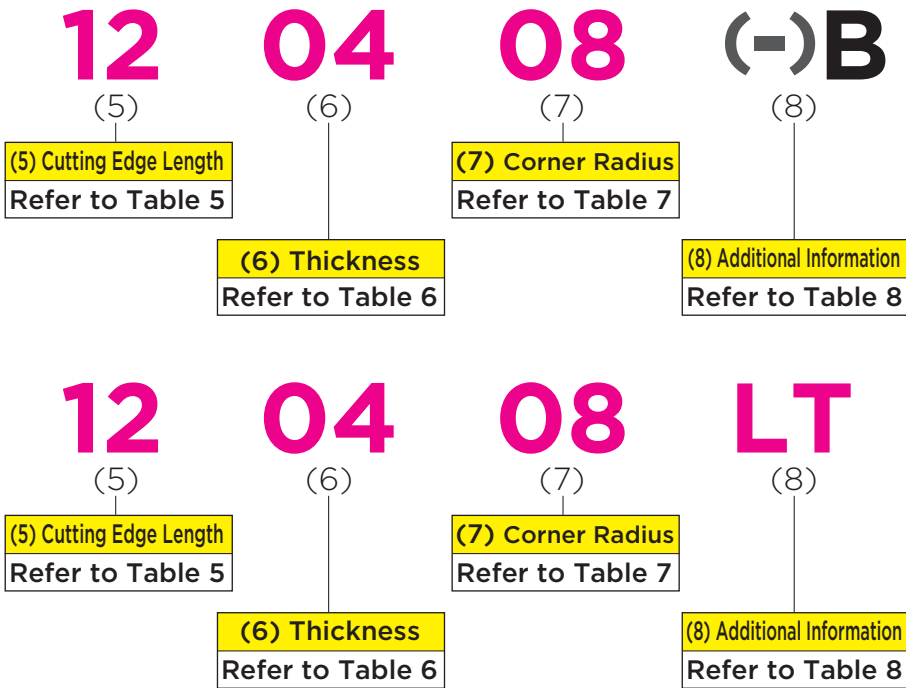 12 04 08 (-)B
(5) (6) (7) (8)
(5) Cutting Edge Length
Refer to Table 5
(7) Corner Radius
Refer to Table 7
(6) Thickness
Refer to Table 6
(8) Additional Information
Refer to Table 8
12 04 08 LT
(5) (6) (7) (8)
(5) Cutting Edge Length
Refer to Table 5
(7) Corner Radius
Refer to Table 7
(6) Thickness
Refer to Table 6
(8) Additional Information
Refer to Table 8